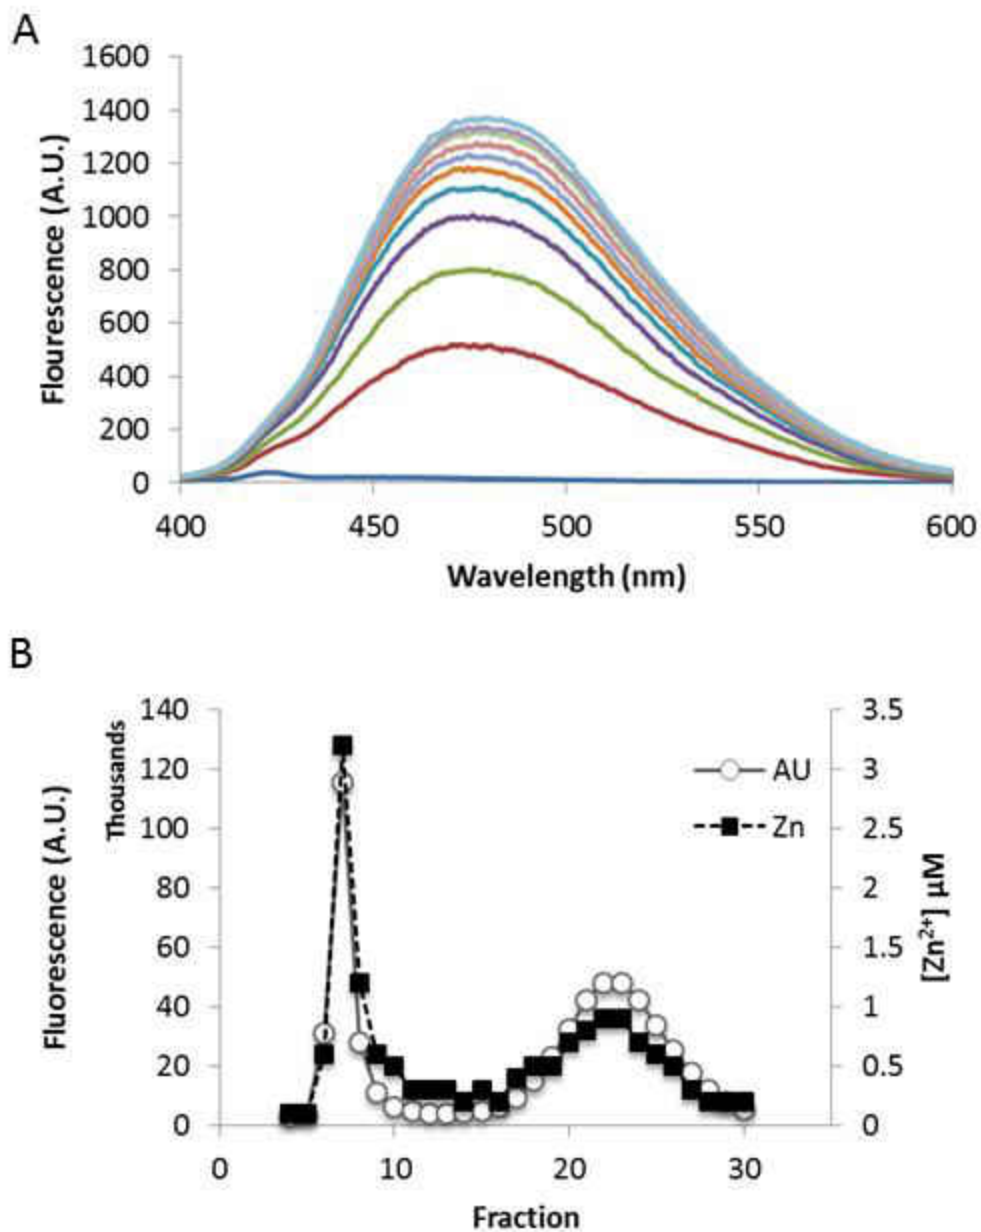 A
1600
1400
1200
1000
800
600
400
200
0
Flourescence (A.U.)
400 450 500 550 600
Wavelength (nm)
B
140
120
100
80
60
40
20
0
Thousands
Fluorescence (A.U.)
3.5
3
2.5
2
1.5
1
0.5
0
[Zn²⁺] μM
AU
Zn
0 10 20 30
Fraction